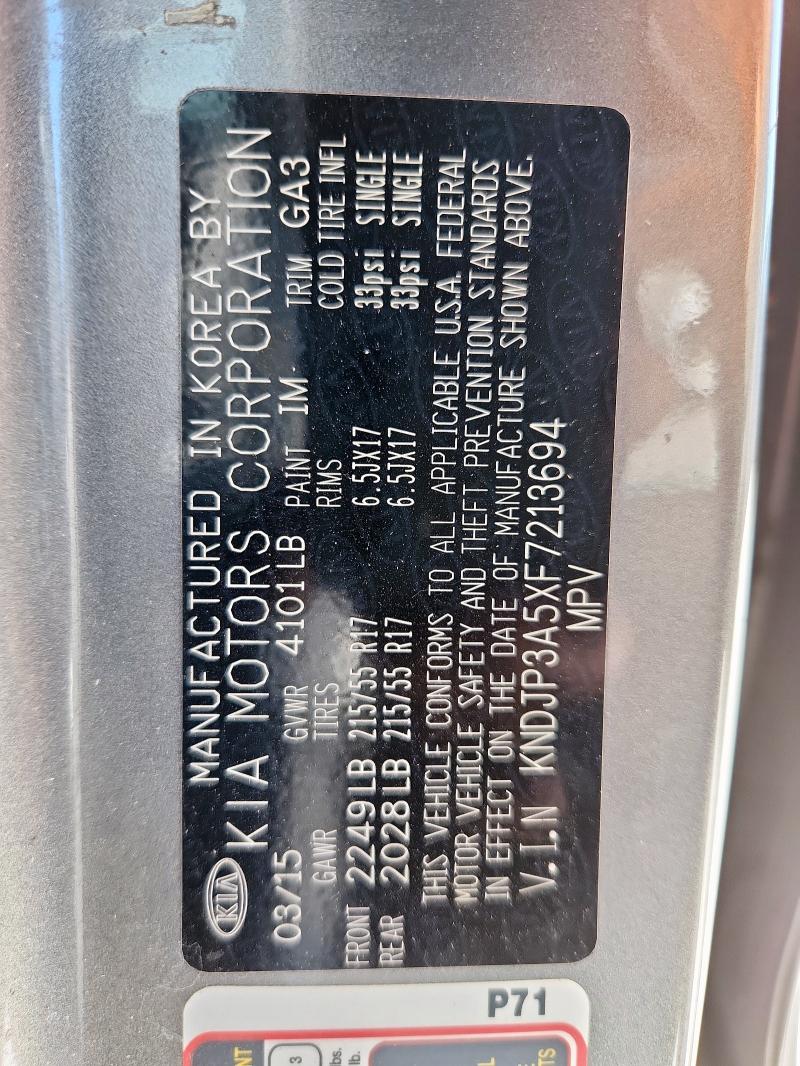 MANUFACTURED IN KOREA BY
KIA KIA MOTORS CORPORATION
03/15 GVWR 4101LB PAINT IM TRIM GA3
GAWR TIRES RIMS COLD TIRE INFL
FRONT 2249LB 215/55 R17 6.5JX17 33psi SINGLE
REAR 2028LB 215/55 R17 6.5JX17 33psi SINGLE
THIS VEHICLE CONFORMS TO ALL APPLICABLE U.S.A. FEDERAL
MOTOR VEHICLE SAFETY AND THEFT PREVENTION STANDARDS
IN EFFECT ON THE DATE OF MANUFACTURE SHOWN ABOVE.
V.I.N KNDJP3A5XF7213694
MPV
P71
3
lbs.
lb.